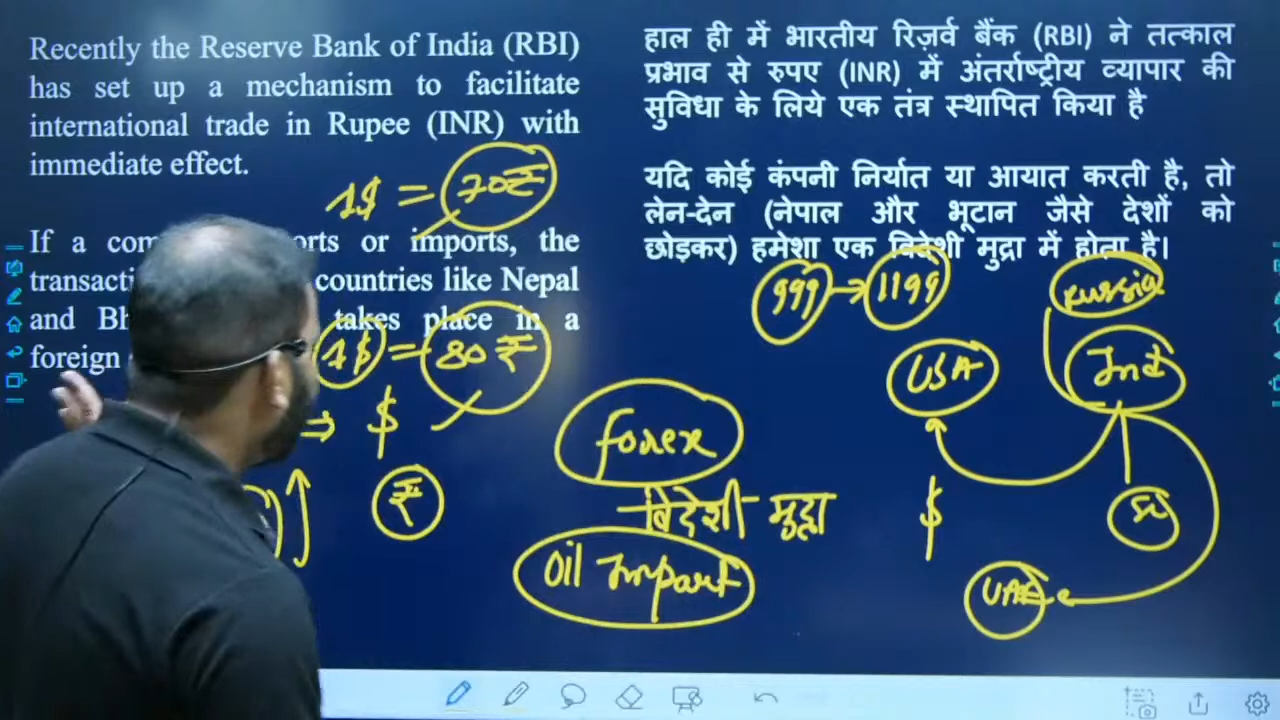 Recently the Reserve Bank of India (RBI)
has set up a mechanism to facilitate
international trade in Rupee (INR) with
immediate effect.
1$ = 70₹
If a com orts or imports, the
transacti countries like Nepal
and Bh takes place in a
foreign
1$ = 80₹
⇒ $
₹
हाल ही में भारतीय रिज़र्व बैंक (RBI) ने तत्काल
प्रभाव से रुपए (INR) में अंतर्राष्ट्रीय व्यापार की
सुविधा के लिये एक तंत्र स्थापित किया है
यदि कोई कंपनी निर्यात या आयात करती है, तो
लेन-देन (नेपाल और भूटान जैसे देशों को
छोड़कर) हमेशा एक विदेशी मुद्रा में होता है।
999 → 1199
Russia
USA
Ind
forex
विदेशी मुद्रा
$
Oil Import
UAE